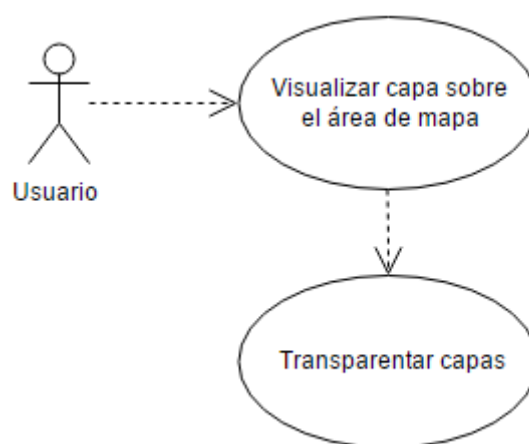 Visualizar capa sobre
el área de mapa
Usuario
Transparentar capas